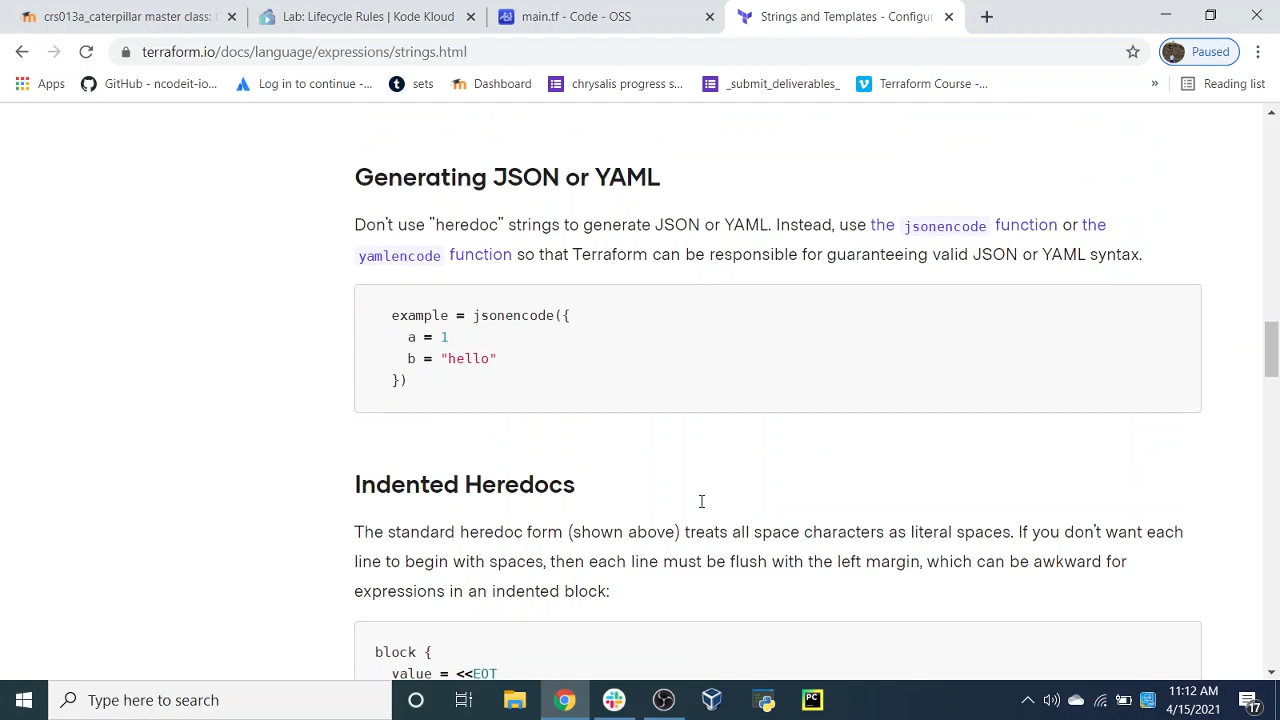 crs013a_caterpillar master class: t
Lab: Lifecycle Rules | Kode Kloud
main.tf - Code - OSS
Strings and Templates - Configur
terraform.io/docs/language/expressions/strings.html
Paused
Apps
GitHub - ncodeit-io...
Log in to continue -...
sets
Dashboard
chrysalis progress s...
_submit_deliverables_
Terraform Course -...
»
Reading list
Generating JSON or YAML
Don't use "heredoc" strings to generate JSON or YAML. Instead, use the jsonencode function or the
yamlencode function so that Terraform can be responsible for guaranteeing valid JSON or YAML syntax.
example = jsonencode({
a = 1
b = "hello"
})
Indented Heredocs
The standard heredoc form (shown above) treats all space characters as literal spaces. If you don't want each
line to begin with spaces, then each line must be flush with the left margin, which can be awkward for
expressions in an indented block:
block {
value = <<EOT
Type here to search
PC
11:12 AM
4/15/2021
17